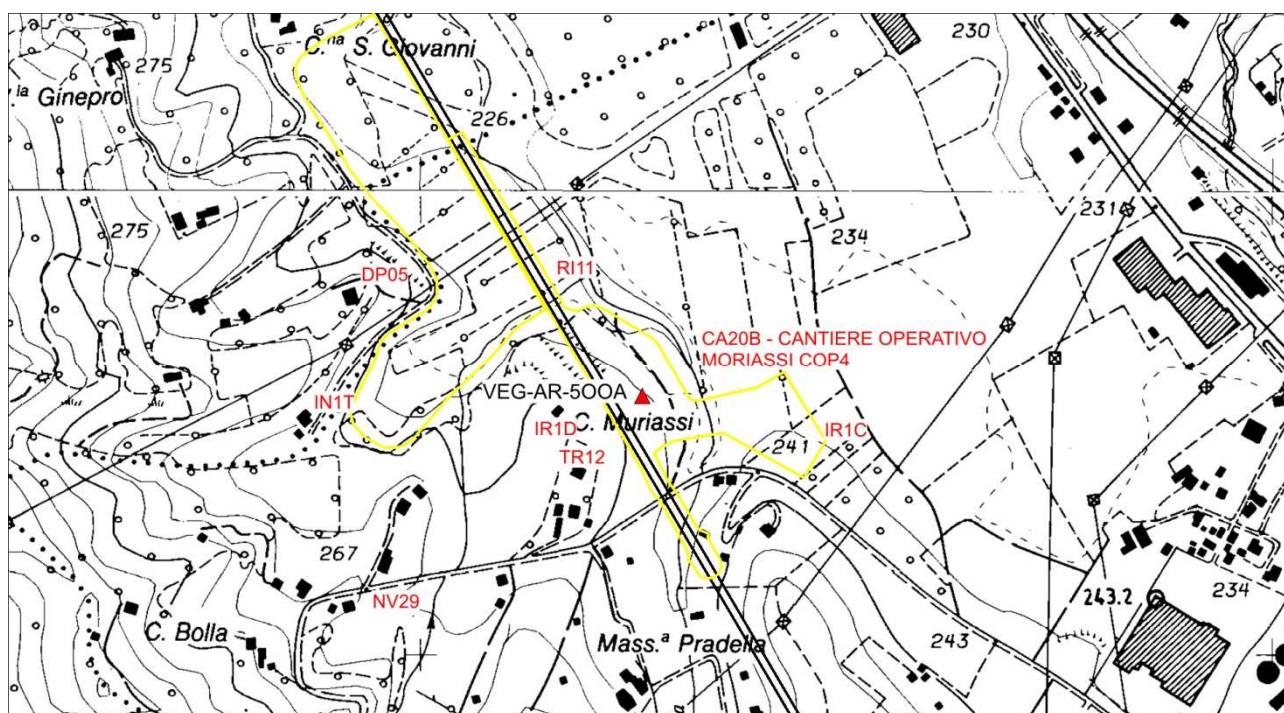 C.na S. Giovanni
230
275
la Ginepro
226
231
275
234
DP05
RI11
CA20B - CANTIERE OPERATIVO
MORIASSI COP4
VEG-AR-5OOA
IN1T
IR1D
C. Muriassi
IR1C
241
TR12
267
234
243.2
NV29
C. Bolla
Mass.a Pradella
243